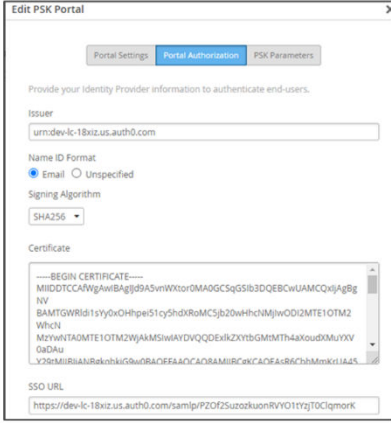 Edit PSK Portal
Portal Settings Portal Authorization PSK Parameters
Provide your Identity Provider information to authenticate end-users.
Issuer
urn:dev-lc-18xiz.us.auth0.com
Name ID Format
Email Unspecified
Signing Algorithm
SHA256
Certificate
-----BEGIN CERTIFICATE-----
MIIDDTCCAfWgAwIBAgIJd9A5vnWXtor0MA0GCSqGSIb3DQEBCwUAMCQxIjAgBg
NV
BAMTGWRldi1sYy0xOHhpei51cy5hdXRoMC5jb20wHhcNMjIwODI2MTE1OTM2
WhcN
MzYwNTA0MTE1OTM2WjAkMSIwIAYDVQQDExlkZXYtbGMtMTh4aXoudXMuYXV
0aDAu
SSO URL
https://dev-lc-18xiz.us.auth0.com/samlp/PZOf2SuzozkuonRVYO1tYzjT0ClqmorK